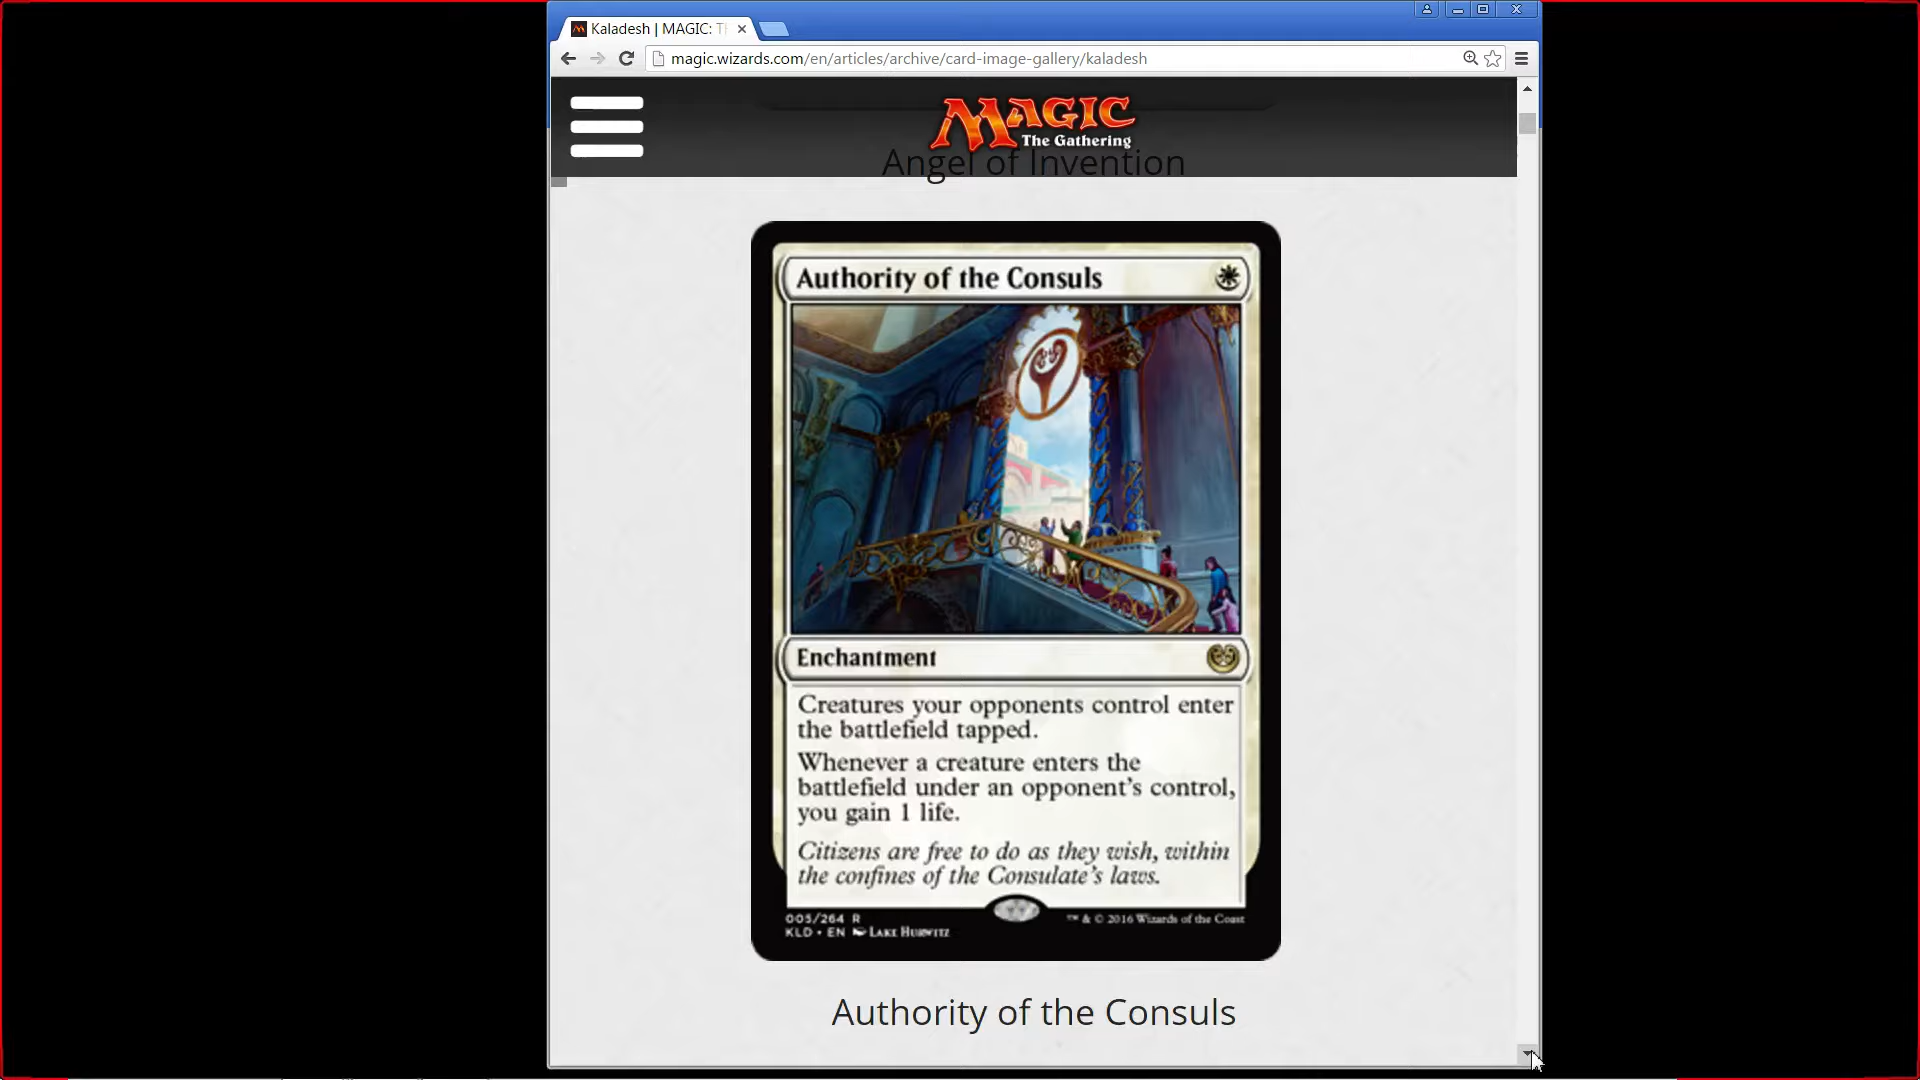 Kaladesh | MAGIC: T
magic.wizards.com/en/articles/archive/card-image-gallery/kaladesh
MAGIC
The Gathering
Angel of Invention
Authority of the Consuls
Enchantment
Creatures your opponents control enter
the battlefield tapped.
Whenever a creature enters the
battlefield under an opponent's control,
you gain 1 life.
Citizens are free to do as they wish, within
the confines of the Consulate's laws.
005/264 R
KLD • EN Lake Hurwitz
™ & © 2016 Wizards of the Coast
Authority of the Consuls